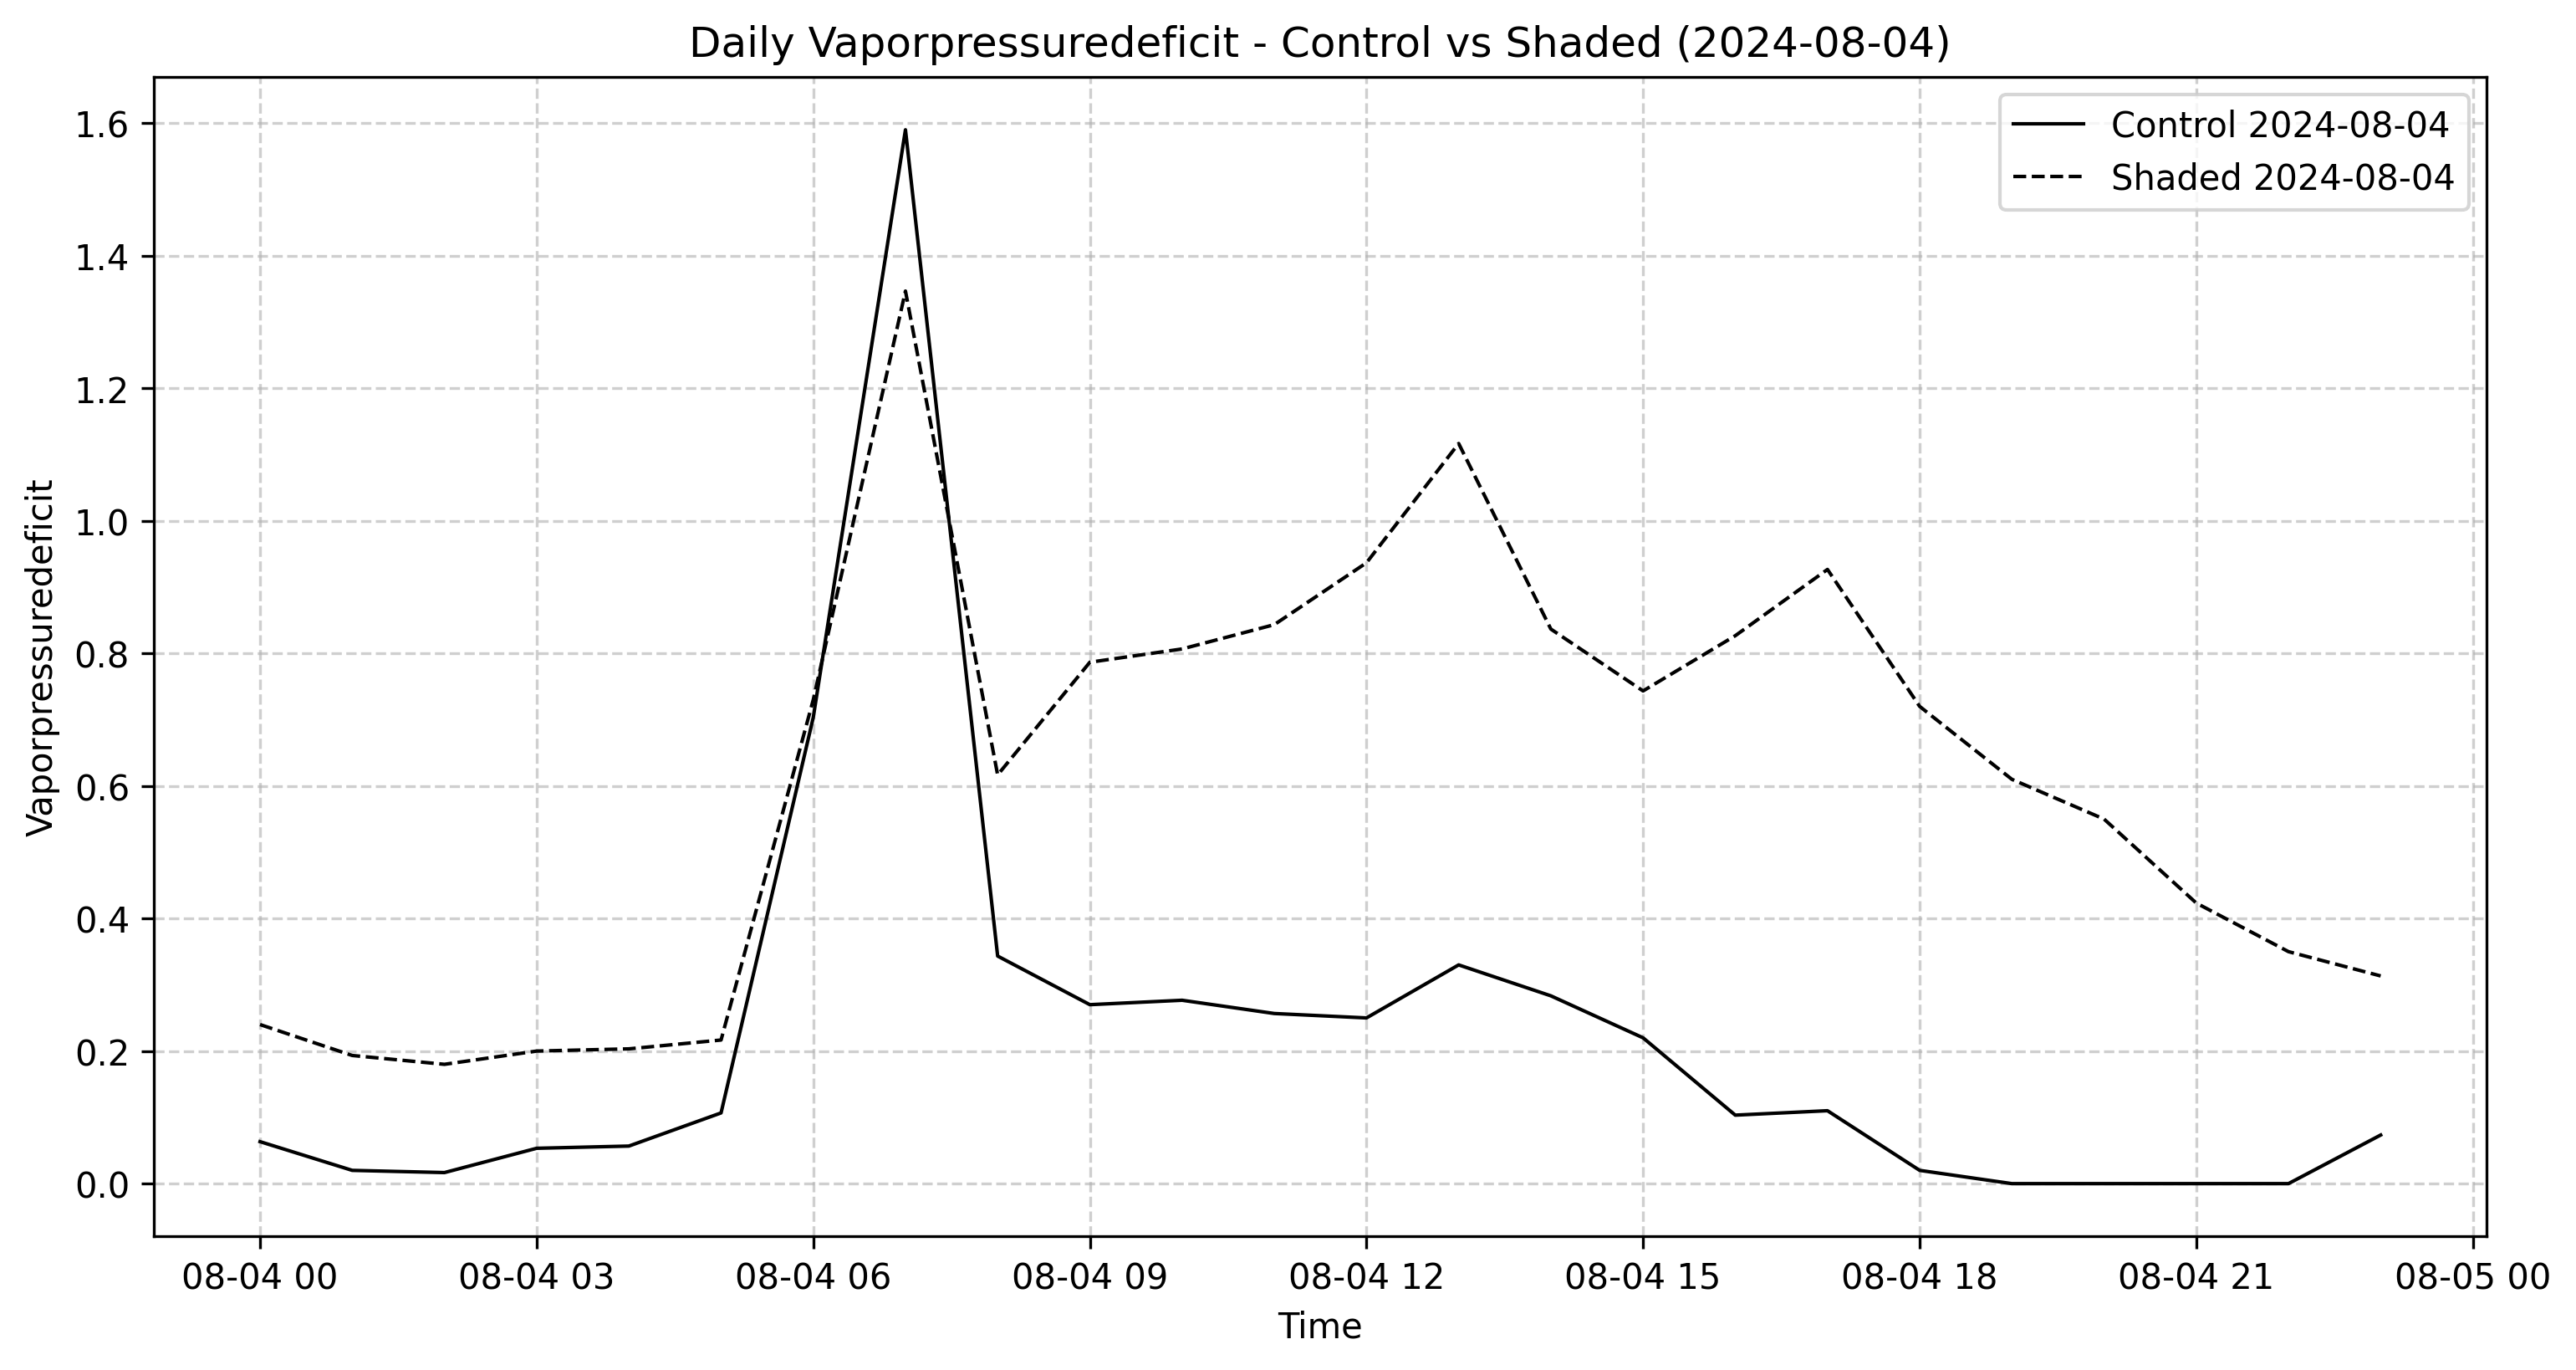 Daily Vaporpressuredeficit - Control vs Shaded (2024-08-04)
Control 2024-08-04
Shaded 2024-08-04
Vaporpressuredeficit
1.6
1.4
1.2
1.0
0.8
0.6
0.4
0.2
0.0
08-04 00 08-04 03 08-04 06 08-04 09 08-04 12 08-04 15 08-04 18 08-04 21 08-05 00
Time